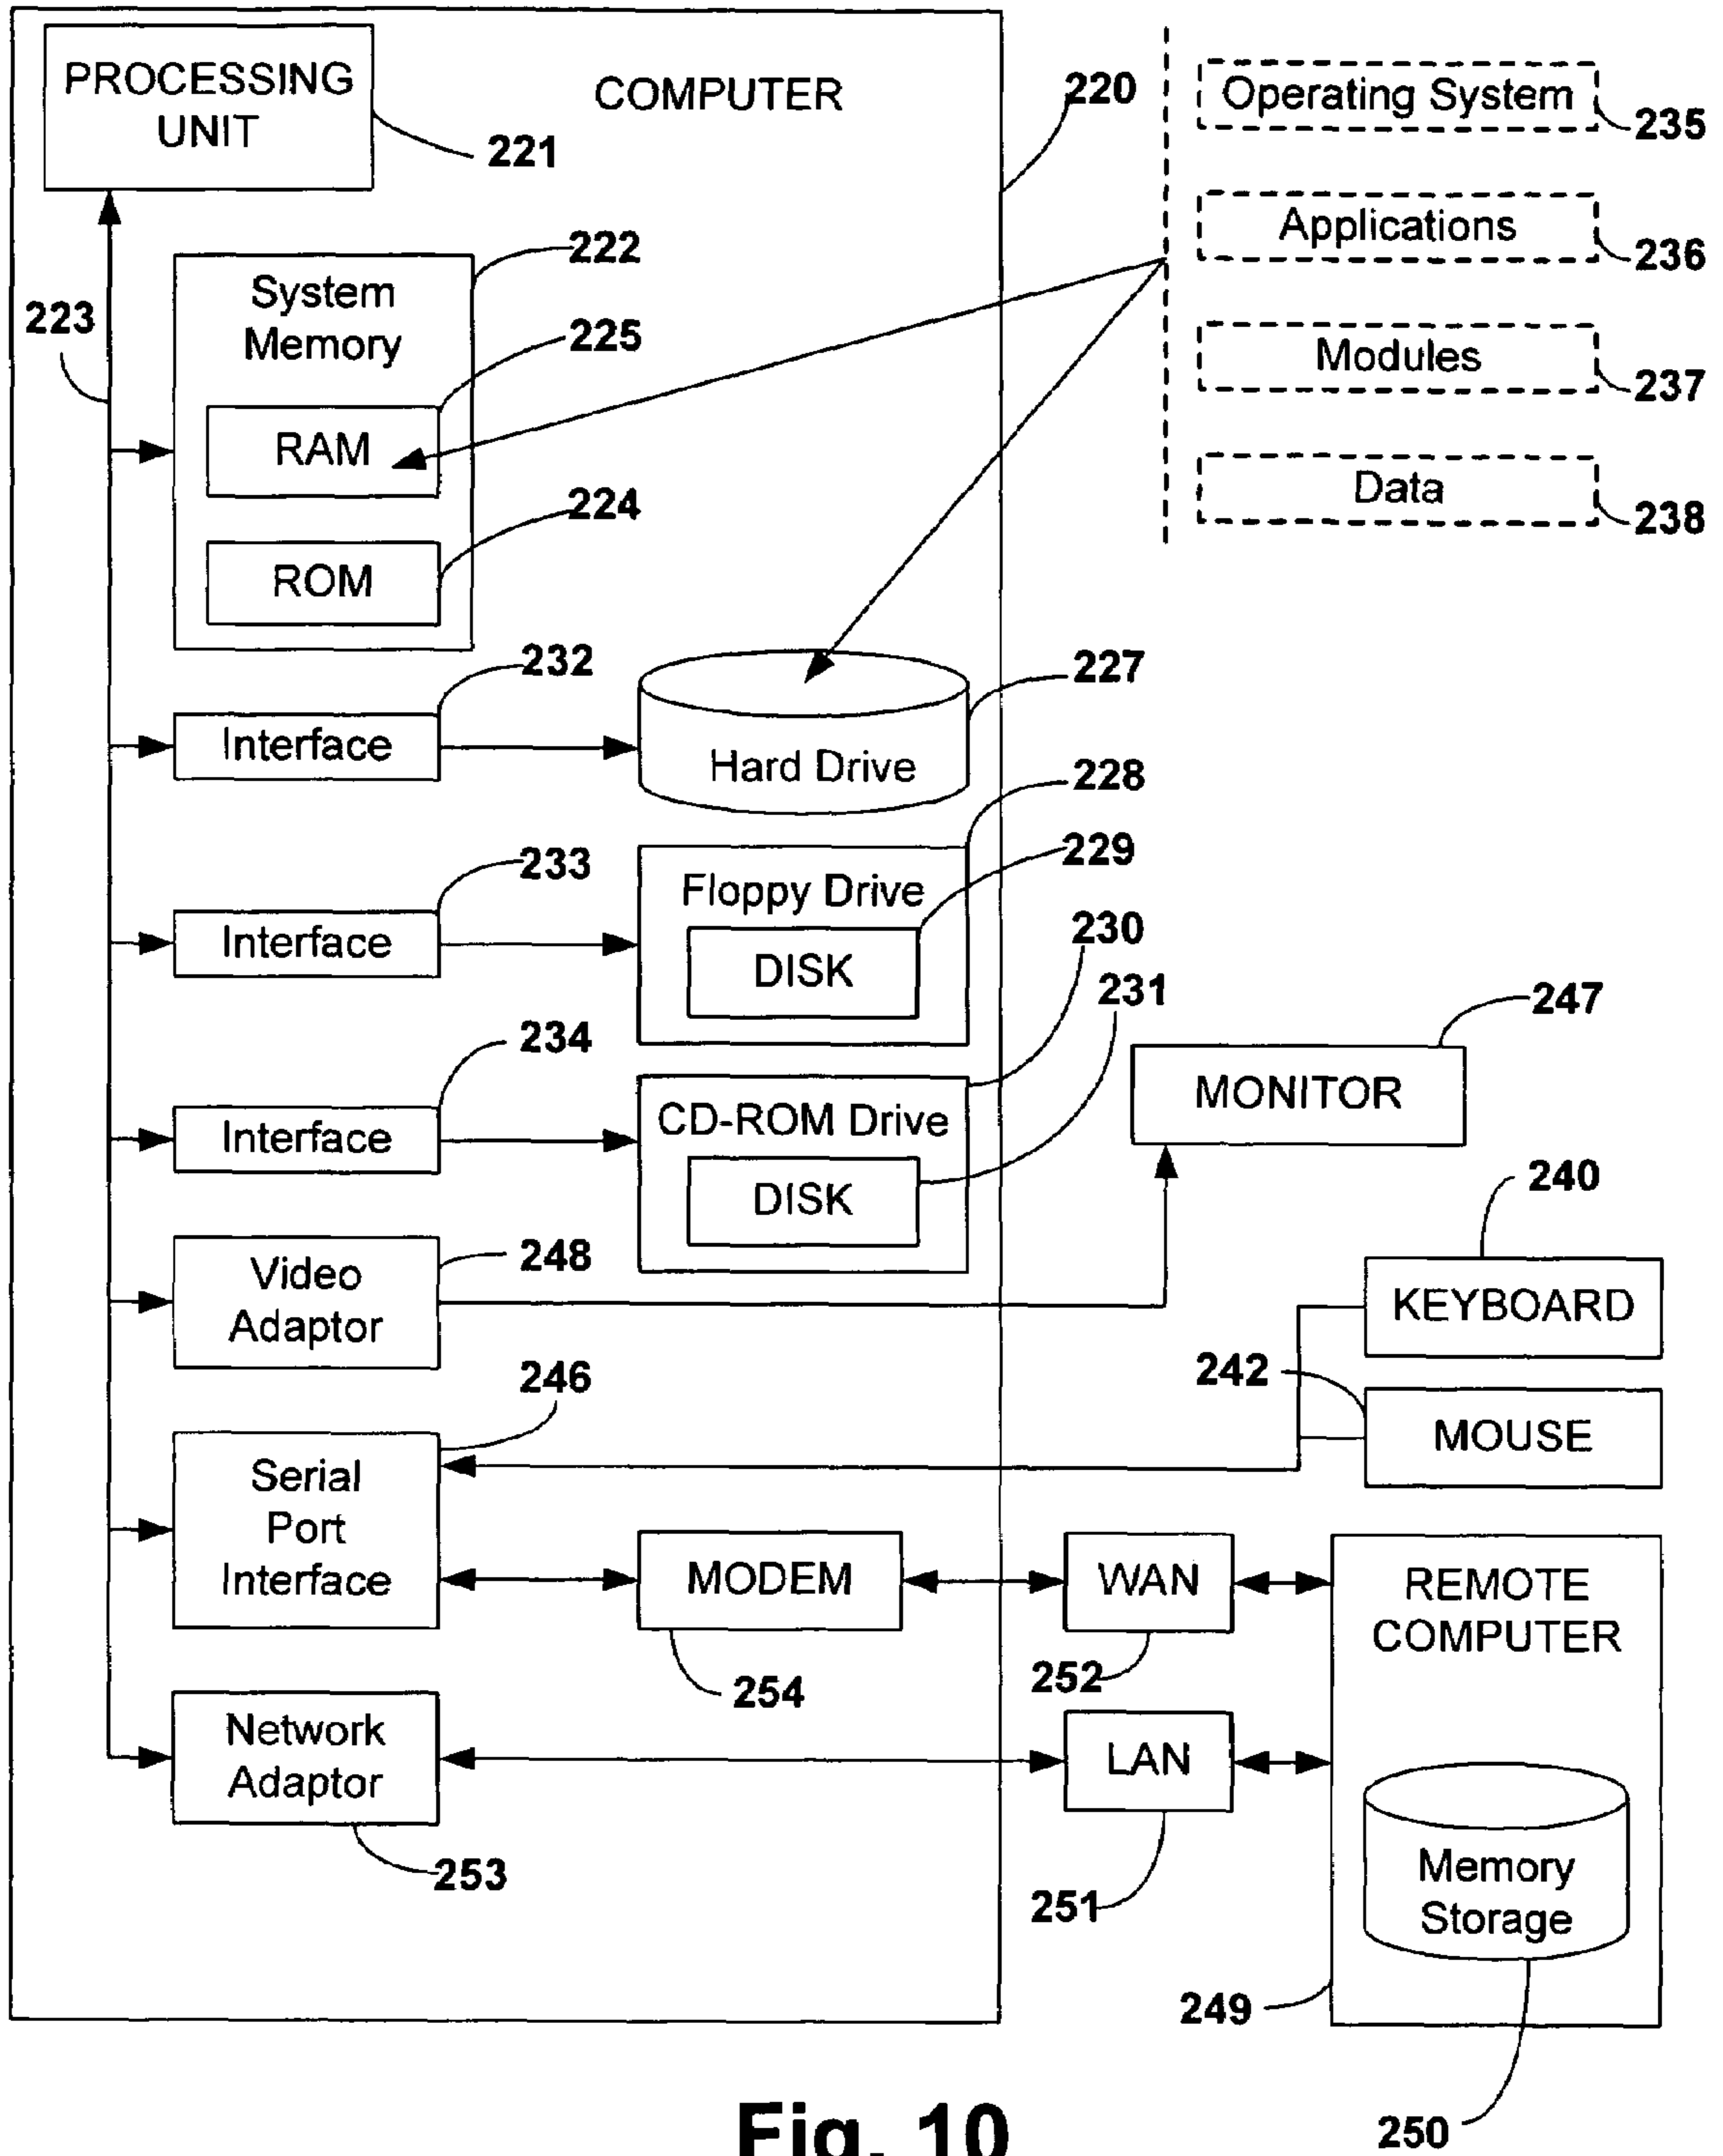 PROCESSING
UNIT
221
COMPUTER
220
Operating System
235
Applications
236
Modules
237
Data
238
223
System
Memory
222
225
RAM
224
ROM
232
Interface
Hard Drive
227
233
Interface
228
Floppy Drive
229
DISK
234
Interface
230
CD-ROM Drive
231
DISK
247
MONITOR
240
KEYBOARD
242
MOUSE
Video
Adaptor
248
246
Serial
Port
Interface
MODEM
254
WAN
252
REMOTE
COMPUTER
Network
Adaptor
253
LAN
251
Memory
Storage
249
250
Fig. 10